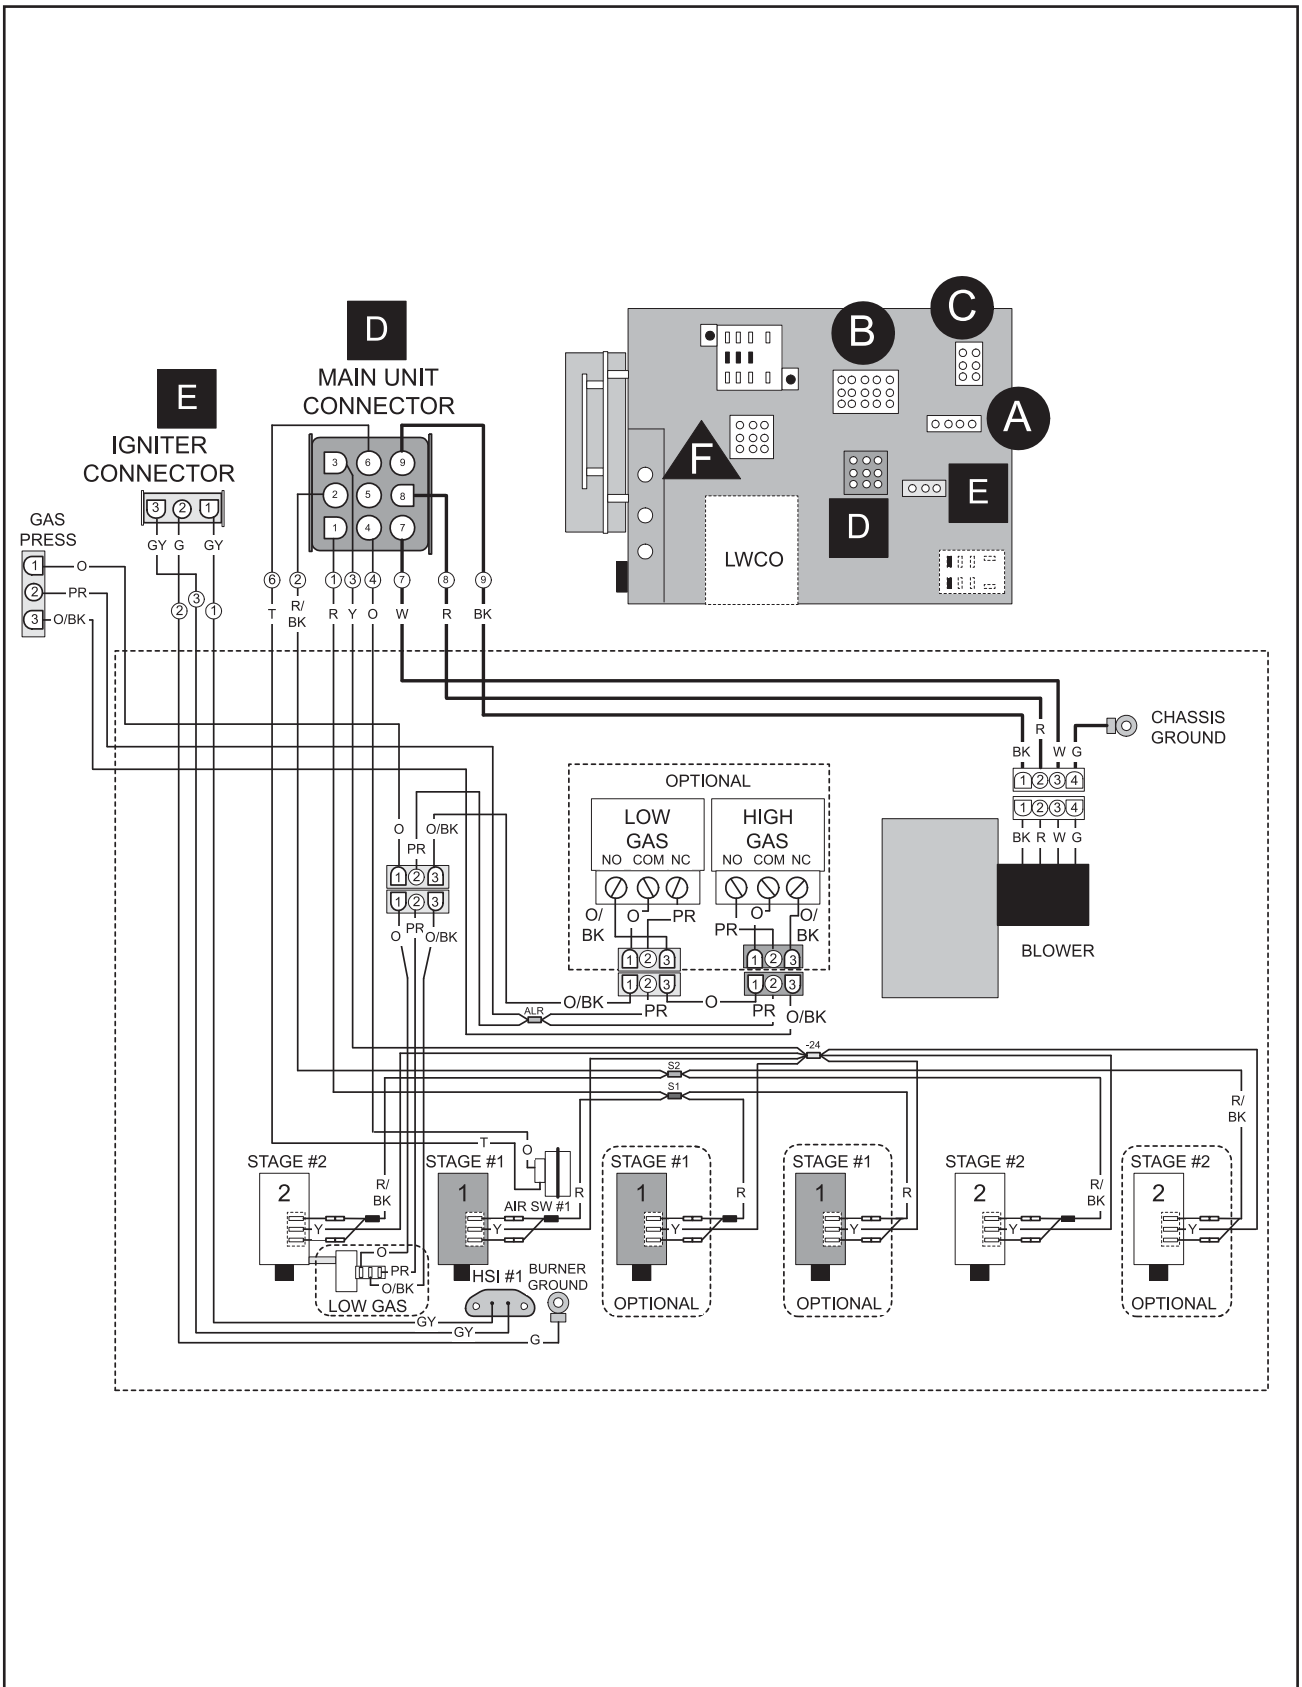 D
MAIN UNIT
CONNECTOR
3 6 9
2 5 8
1 4 7
6 2 1 3 4 7 8 9
T R/ R Y O W R BK
BK
E
IGNITER
CONNECTOR
3 2 1
GY G GY
2 3 1
GAS
PRESS
1 O
2 PR
3 O/BK
C
B
A
F
E
D
LWCO
CHASSIS
GROUND
BK R W G
1 2 3 4
1 2 3 4
BK R W G
BLOWER
OPTIONAL
LOW
GAS
NO COM NC
HIGH
GAS
NO COM NC
O/
BK
O
PR
PR
O
O/
BK
1 2 3
1 2 3
1 2 3
1 2 3
O/BK
PR
O
PR
O/BK
O
PR
O/BK
1 2 3
1 2 3
O
PR
O/BK
ALR
-24
S2
S1
R/
BK
T
O
STAGE #2
2
R/
BK
Y
STAGE #1
1
Y
R
AIR SW #1
STAGE #1
1
Y
R
OPTIONAL
STAGE #1
1
Y
R
OPTIONAL
STAGE #2
2
Y
R/
BK
STAGE #2
2
Y
OPTIONAL
O
PR
O/BK
LOW GAS
HSI #1
BURNER
GROUND
GY
GY
G